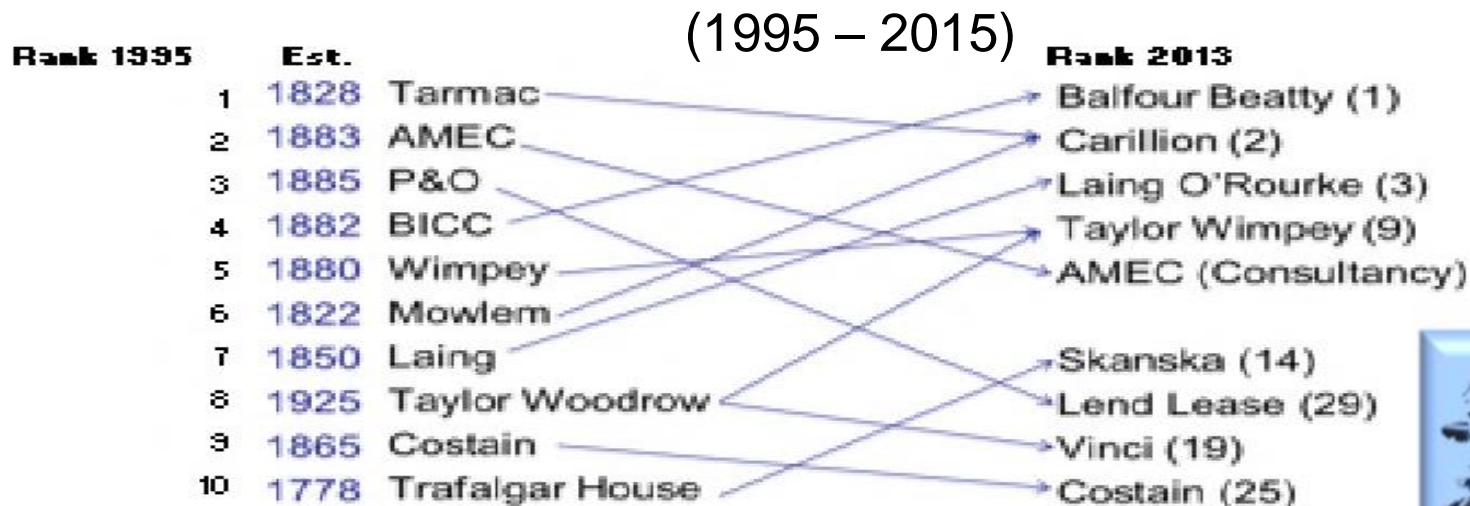 (1995 – 2015)
Rank 1995 Est. Rank 2013
1 1828 Tarmac Balfour Beatty (1)
2 1883 AMEC Carillion (2)
3 1885 P&O Laing O'Rourke (3)
4 1882 BICC Taylor Wimpey (9)
5 1880 Wimpey AMEC (Consultancy)
6 1822 Mowlem
7 1850 Laing Skanska (14)
8 1925 Taylor Woodrow Lend Lease (29)
9 1865 Costain Vinci (19)
10 1778 Trafalgar House Costain (25)